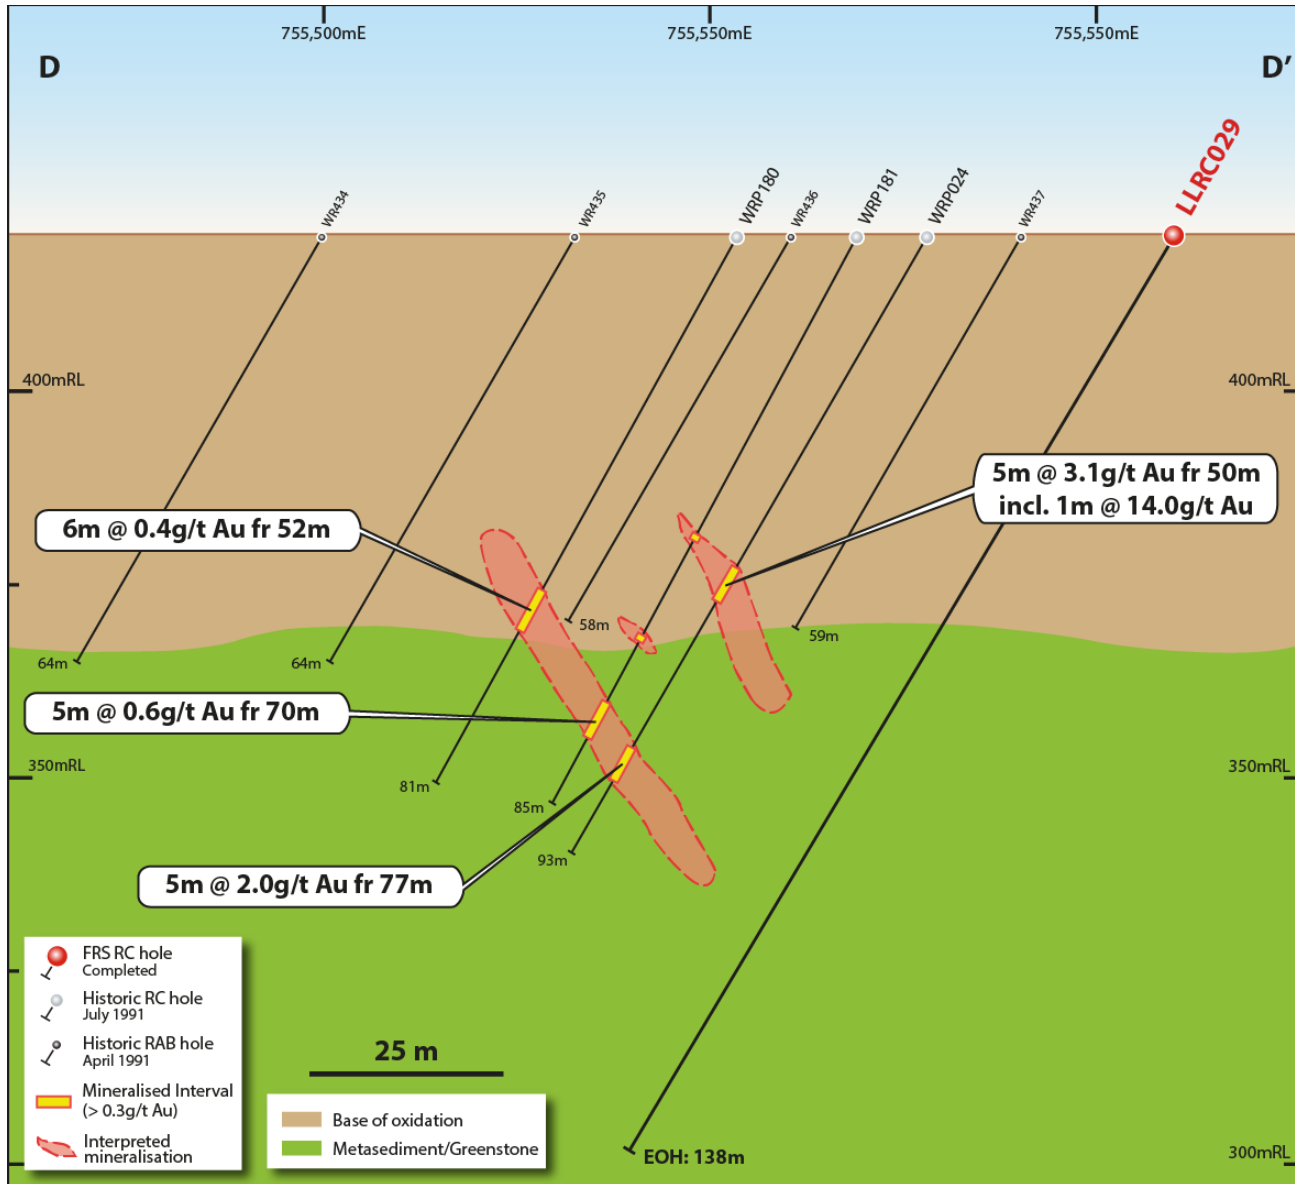 755,500mE
755,550mE
755,550mE
D
D'
WR434
WR435
WRP180
WR436
WRP181
WRP024
WR437
LLRC029
400mRL
400mRL
5m @ 3.1g/t Au fr 50m
incl. 1m @ 14.0g/t Au
6m @ 0.4g/t Au fr 52m
58m
59m
64m
64m
5m @ 0.6g/t Au fr 70m
350mRL
350mRL
81m
85m
93m
5m @ 2.0g/t Au fr 77m
FRS RC hole
Completed
Historic RC hole
July 1991
Historic RAB hole
April 1991
Mineralised Interval
(> 0.3g/t Au)
Interpreted
mineralisation
25 m
Base of oxidation
Metasediment/Greenstone
EOH: 138m
300mRL